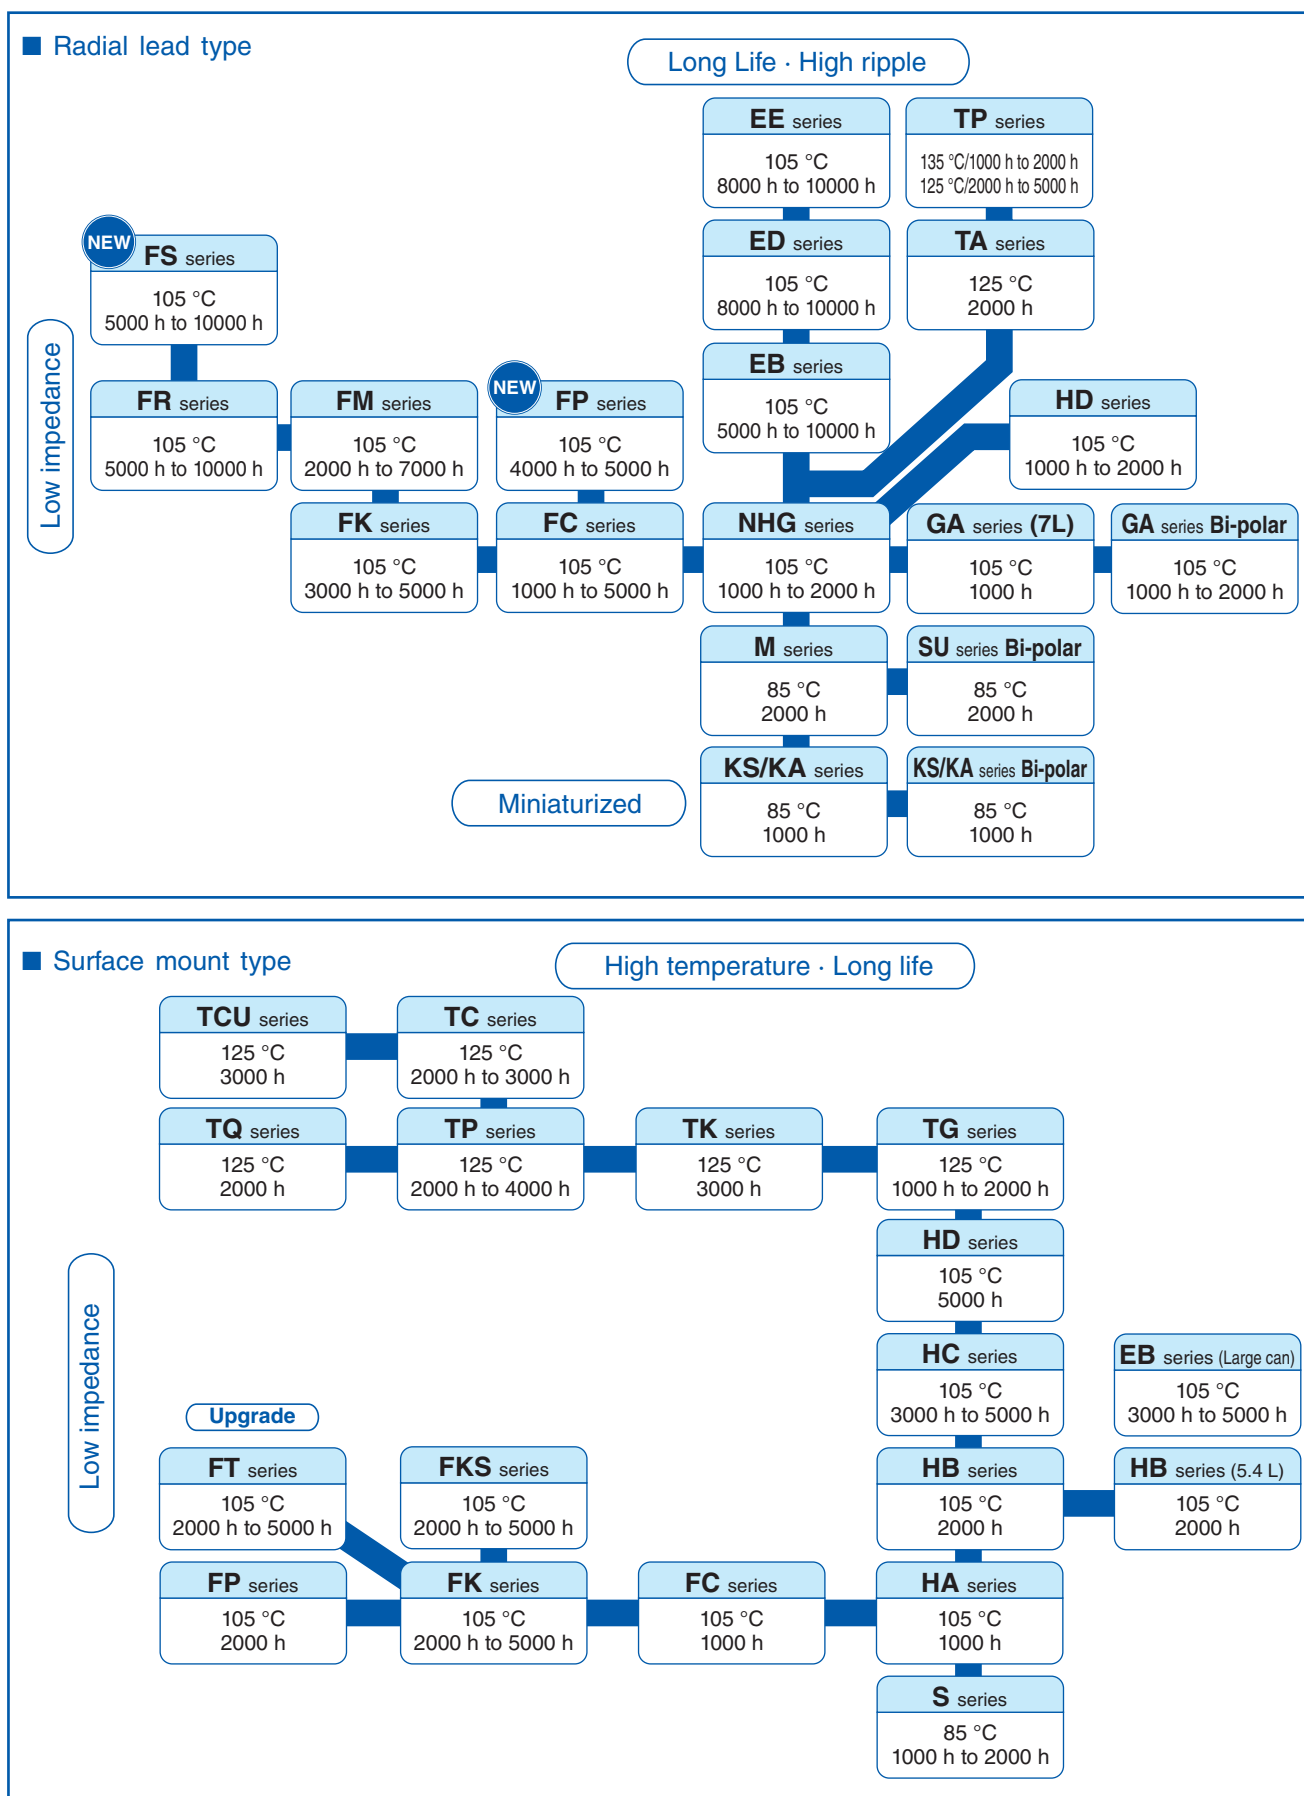 ■ Radial lead type
Long Life · High ripple
EE series
105 °C
8000 h to 10000 h
TP series
135 °C/1000 h to 2000 h
125 °C/2000 h to 5000 h
NEW
FS series
105 °C
5000 h to 10000 h
ED series
105 °C
8000 h to 10000 h
TA series
125 °C
2000 h
Low impedance
EB series
105 °C
5000 h to 10000 h
FR series
105 °C
5000 h to 10000 h
FM series
105 °C
2000 h to 7000 h
NEW
FP series
105 °C
4000 h to 5000 h
HD series
105 °C
1000 h to 2000 h
FK series
105 °C
3000 h to 5000 h
FC series
105 °C
1000 h to 5000 h
NHG series
105 °C
1000 h to 2000 h
GA series (7L)
105 °C
1000 h
GA series Bi-polar
105 °C
1000 h to 2000 h
M series
85 °C
2000 h
SU series Bi-polar
85 °C
2000 h
Miniaturized
KS/KA series
85 °C
1000 h
KS/KA series Bi-polar
85 °C
1000 h
■ Surface mount type
High temperature · Long life
TCU series
125 °C
3000 h
TC series
125 °C
2000 h to 3000 h
TQ series
125 °C
2000 h
TP series
125 °C
2000 h to 4000 h
TK series
125 °C
3000 h
TG series
125 °C
1000 h to 2000 h
HD series
105 °C
5000 h
Low impedance
HC series
105 °C
3000 h to 5000 h
EB series (Large can)
105 °C
3000 h to 5000 h
Upgrade
FT series
105 °C
2000 h to 5000 h
FKS series
105 °C
2000 h to 5000 h
HB series
105 °C
2000 h
HB series (5.4 L)
105 °C
2000 h
FP series
105 °C
2000 h
FK series
105 °C
2000 h to 5000 h
FC series
105 °C
1000 h
HA series
105 °C
1000 h
S series
85 °C
1000 h to 2000 h